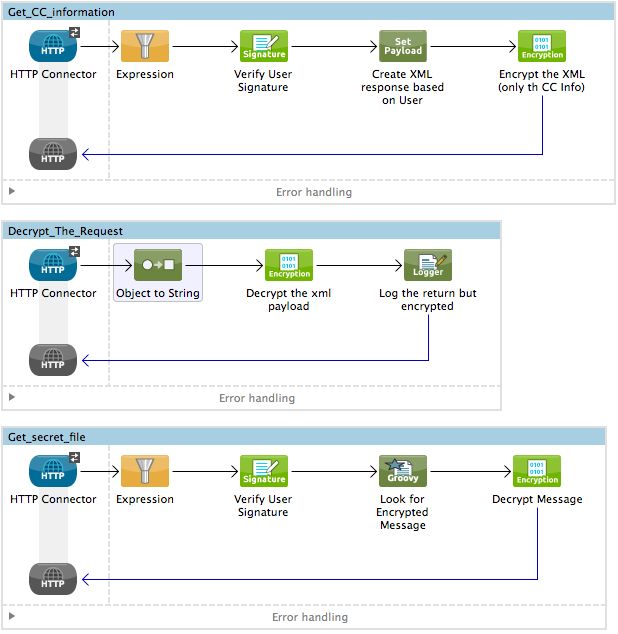 Get_CC_information
HTTP
Signature
Set
Payload
0101
0101
Encryption
HTTP Connector
Expression
Verify User
Signature
Create XML
response based
on User
Encrypt the XML
(only th CC Info)
HTTP
Error handling
Decrypt_The_Request
HTTP
0101
0101
Encryption
Logger
HTTP Connector
Object to String
Decrypt the xml
payload
Log the return but
encrypted
HTTP
Error handling
Get_secret_file
HTTP
Signature
Groovy
0101
0101
Encryption
HTTP Connector
Expression
Verify User
Signature
Look for
Encrypted
Message
Decrypt Message
HTTP
Error handling